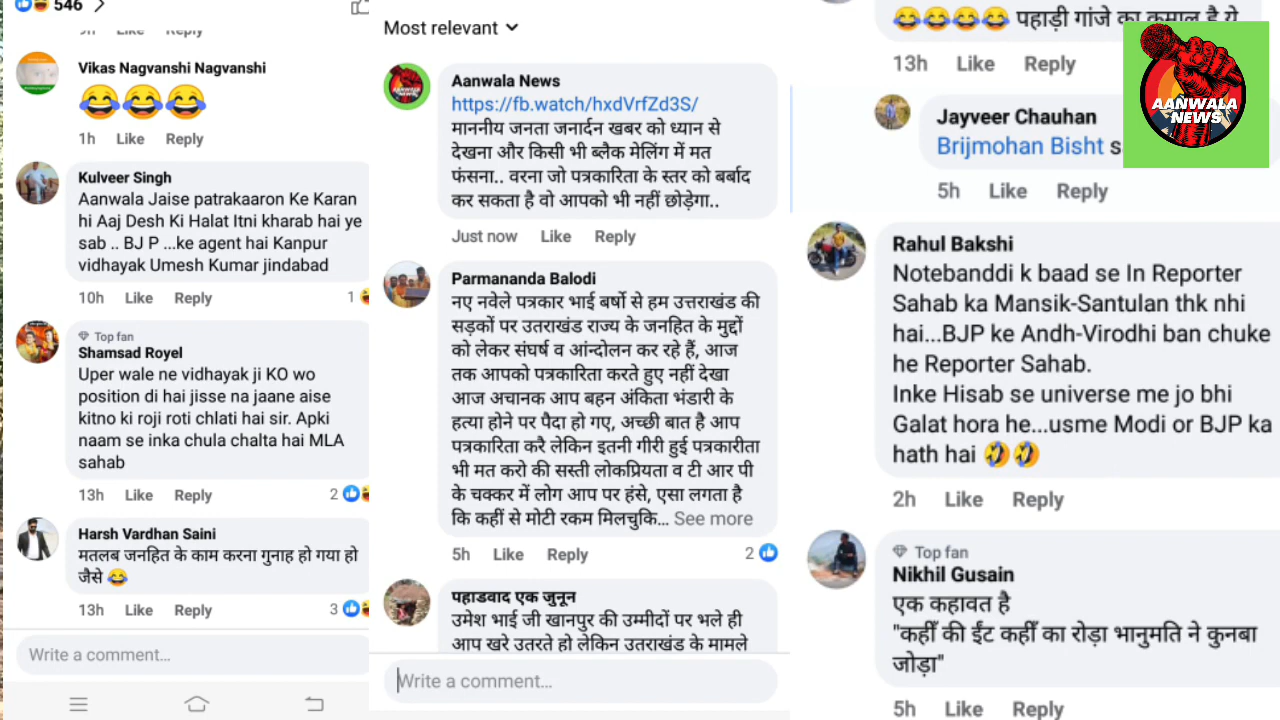 546
9h Like Reply
Vikas Nagvanshi Nagvanshi
😂😂😂
1h Like Reply
Kulveer Singh
Aanwala Jaise patrakaaron Ke Karan
hi Aaj Desh Ki Halat Itni kharab hai ye
sab .. BJ P ...ke agent hai Kanpur
vidhayak Umesh Kumar jindabad
10h Like Reply 1
Top fan
Shamsad Royel
Uper wale ne vidhayak ji KO wo
position di hai jisse na jaane aise
kitno ki roji roti chlati hai sir. Apki
naam se inka chula chalta hai MLA
sahab
13h Like Reply 2
Harsh Vardhan Saini
मतलब जनहित के काम करना गुनाह हो गया हो
जैसे 😂
13h Like Reply 3
Write a comment...
Most relevant
Aanwala News
https://fb.watch/hxdVrfZd3S/
माननीय जनता जनार्दन खबर को ध्यान से
देखना और किसी भी ब्लैक मेलिंग में मत
फंसना.. वरना जो पत्रकारिता के स्तर को बर्बाद
कर सकता है वो आपको भी नहीं छोड़ेगा..
Just now Like Reply
Parmananda Balodi
नए नवेले पत्रकार भाई बर्षो से हम उत्तराखंड की
सड़कों पर उतराखंड राज्य के जनहित के मुद्दों
को लेकर संघर्ष व आंन्दोलन कर रहे हैं, आज
तक आपको पत्रकारिता करते हुए नहीं देखा
आज अचानक आप बहन अंकिता भंडारी के
हत्या होने पर पैदा हो गए, अच्छी बात है आप
पत्रकारिता करै लेकिन इतनी गीरी हुई पत्रकारीता
भी मत करो की सस्ती लोकप्रियता व टी आर पी
के चक्कर में लोग आप पर हंसे, एसा लगता है
कि कहीं से मोटी रकम मिलचुकि... See more
5h Like Reply 2
पहाडवाद एक जुनून
उमेश भाई जी खानपुर की उम्मीदों पर भले ही
आप खरे उतरते हो लेकिन उतराखंड के मामले
Write a comment...
😂😂😂😂 पहाड़ी गांजे का कमाल है ये
13h Like Reply
AANWALA
NEWS
Jayveer Chauhan
Brijmohan Bisht
5h Like Reply
Rahul Bakshi
Notebanddi k baad se In Reporter
Sahab ka Mansik-Santulan thk nhi
hai...BJP ke Andh-Virodhi ban chuke
he Reporter Sahab.
Inke Hisab se universe me jo bhi
Galat hora he...usme Modi or BJP ka
hath hai 🤣🤣
2h Like Reply
Top fan
Nikhil Gusain
एक कहावत है
"कहीं की ईंट कहीं का रोड़ा भानुमति ने कुनबा
जोड़ा"
5h Like Reply